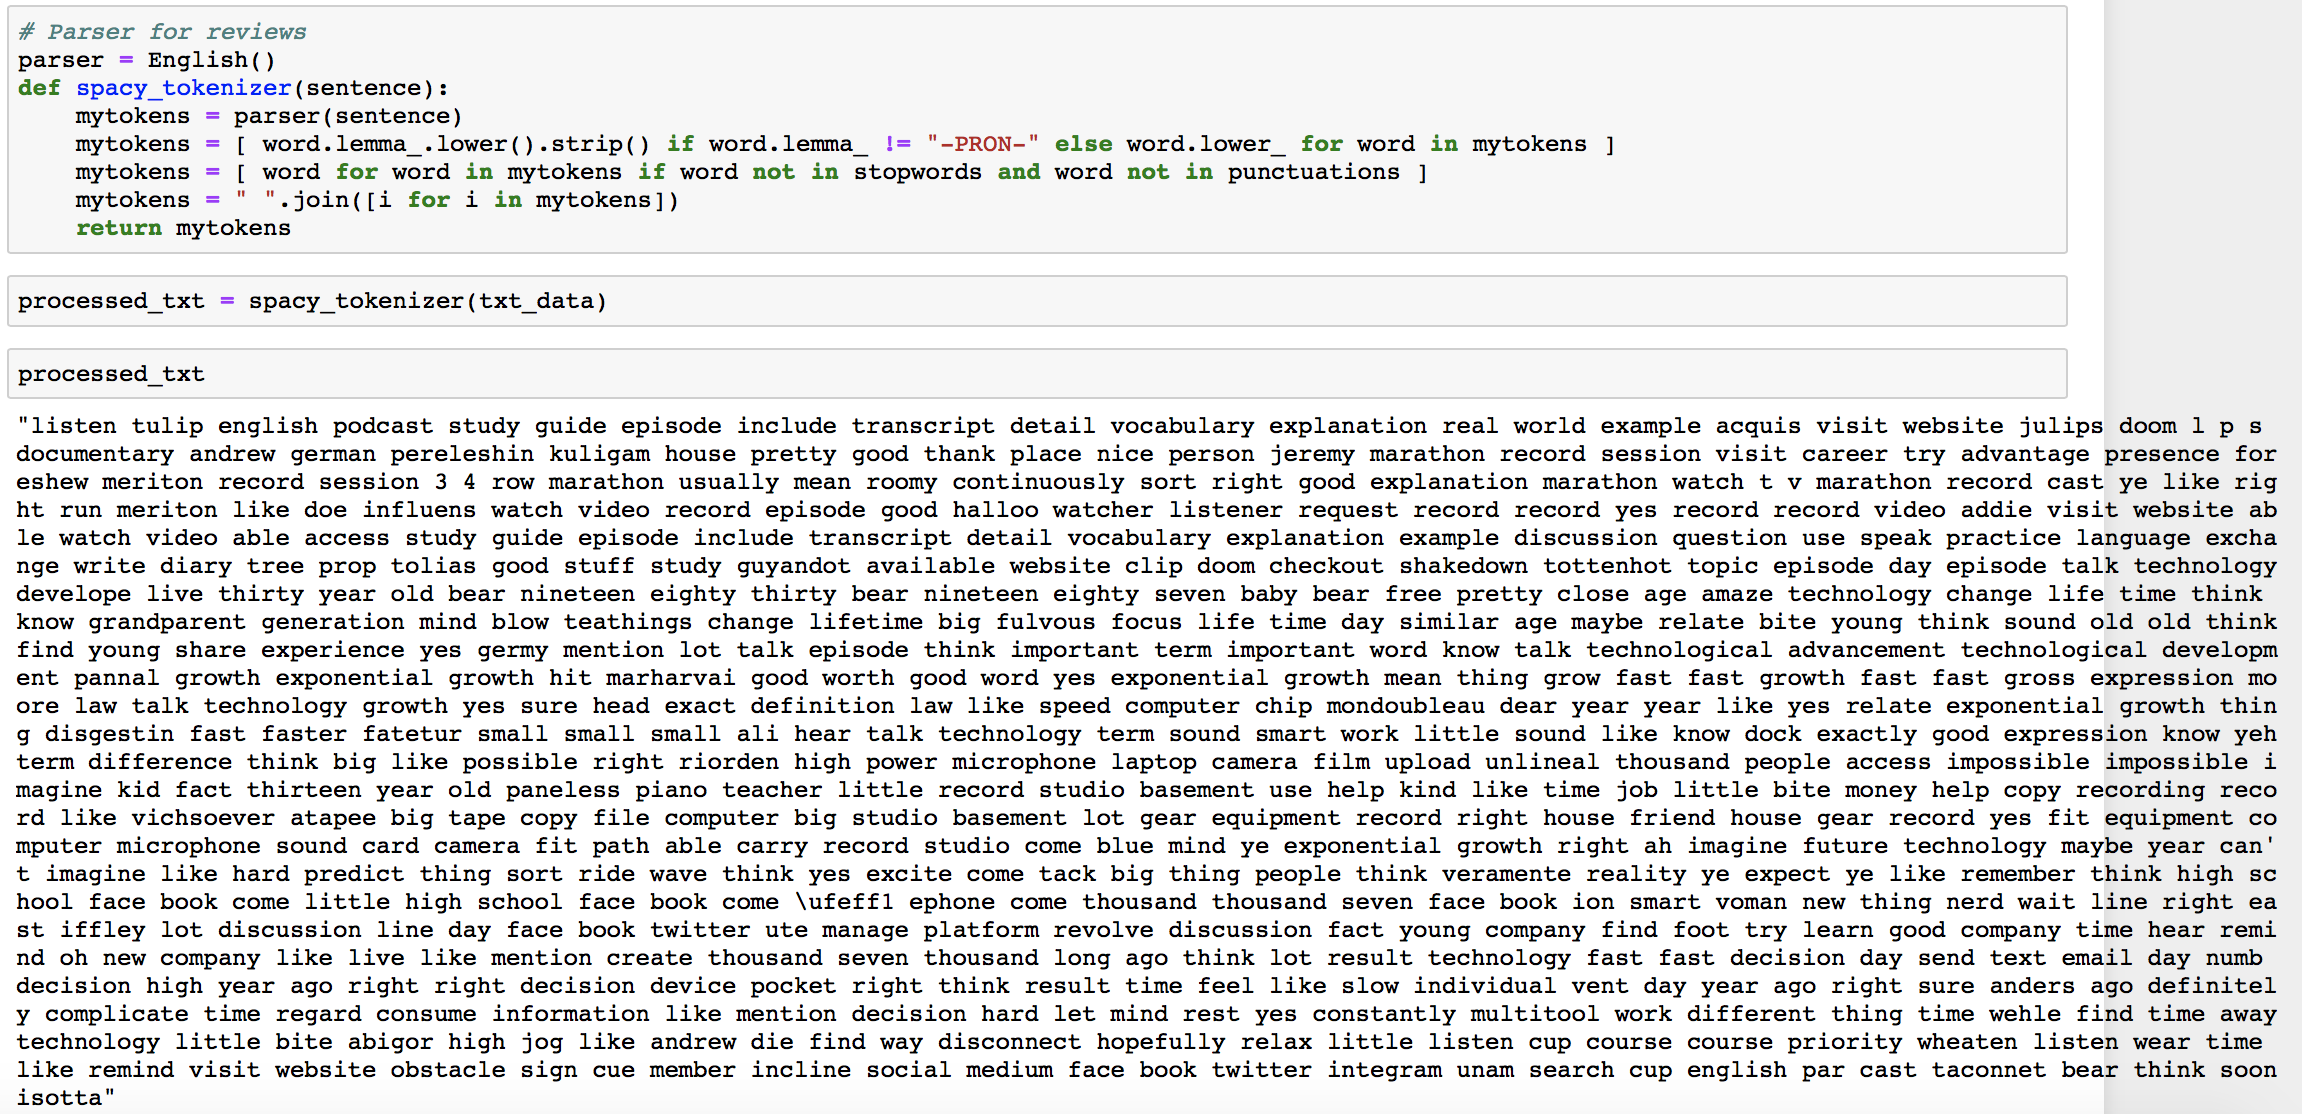 # Parser for reviews
parser = English()
def spacy_tokenizer(sentence):
    mytokens = parser(sentence)
    mytokens = [ word.lemma_.lower().strip() if word.lemma_ != "-PRON-" else word.lower_ for word in mytokens ]
    mytokens = [ word for word in mytokens if word not in stopwords and word not in punctuations ]
    mytokens = " ".join([i for i in mytokens])
    return mytokens
processed_txt = spacy_tokenizer(txt_data)
processed_txt
"listen tulip english podcast study guide episode include transcript detail vocabulary explanation real world example acquis visit website julips doom l p s
documentary andrew german pereleshin kuligam house pretty good thank place nice person jeremy marathon record session visit career try advantage presence for
eshew meriton record session 3 4 row marathon usually mean roomy continuously sort right good explanation marathon watch t v marathon record cast ye like rig
ht run meriton like doe influens watch video record episode good halloo watcher listener request record record yes record record video addie visit website ab
le watch video able access study guide episode include transcript detail vocabulary explanation example discussion question use speak practice language excha
nge write diary tree prop tolias good stuff study guyandot available website clip doom checkout shakedown tottenhot topic episode day episode talk technology
develope live thirty year old bear nineteen eighty thirty bear nineteen eighty seven baby bear free pretty close age amaze technology change life time think
know grandparent generation mind blow teathings change lifetime big fulvous focus life time day similar age maybe relate bite young think sound old old think
find young share experience yes germy mention lot talk episode think important term important word know talk technological advancement technological developm
ent pannal growth exponential growth hit marharvai good worth good word yes exponential growth mean thing grow fast fast growth fast fast gross expression mo
ore law talk technology growth yes sure head exact definition law like speed computer chip mondoubleau dear year year like yes relate exponential growth thin
g disgestin fast faster fatetur small small small ali hear talk technology term sound smart work little sound like know dock exactly good expression know yeh
term difference think big like possible right riorden high power microphone laptop camera film upload unlineal thousand people access impossible impossible i
magine kid fact thirteen year old paneless piano teacher little record studio basement use help kind like time job little bite money help copy recording reco
rd like vichsoever atapee big tape copy file computer big studio basement lot gear equipment record right house friend house gear record yes fit equipment co
mputer microphone sound card camera fit path able carry record studio come blue mind ye exponential growth right ah imagine future technology maybe year can'
t imagine like hard predict thing sort ride wave think yes excite come tack big thing people think veramente reality ye expect ye like remember think high sc
hool face book come little high school face book come \ufeff1 ephone come thousand thousand seven face book ion smart voman new thing nerd wait line right ea
st iffley lot discussion line day face book twitter ute manage platform revolve discussion fact young company find foot try learn good company time hear remi
nd oh new company like live like mention create thousand seven thousand long ago think lot result technology fast fast decision day send text email day numb
decision high year ago right right decision device pocket right think result time feel like slow individual vent day year ago right sure anders ago definitel
y complicate time regard consume information like mention decision hard let mind rest yes constantly multitool work different thing time wehle find time away
technology little bite abigor high jog like andrew die find way disconnect hopefully relax little listen cup course course priority wheaten listen wear time
like remind visit website obstacle sign cue member incline social medium face book twitter integram unam search cup english par cast taconnet bear think soon
isotta"